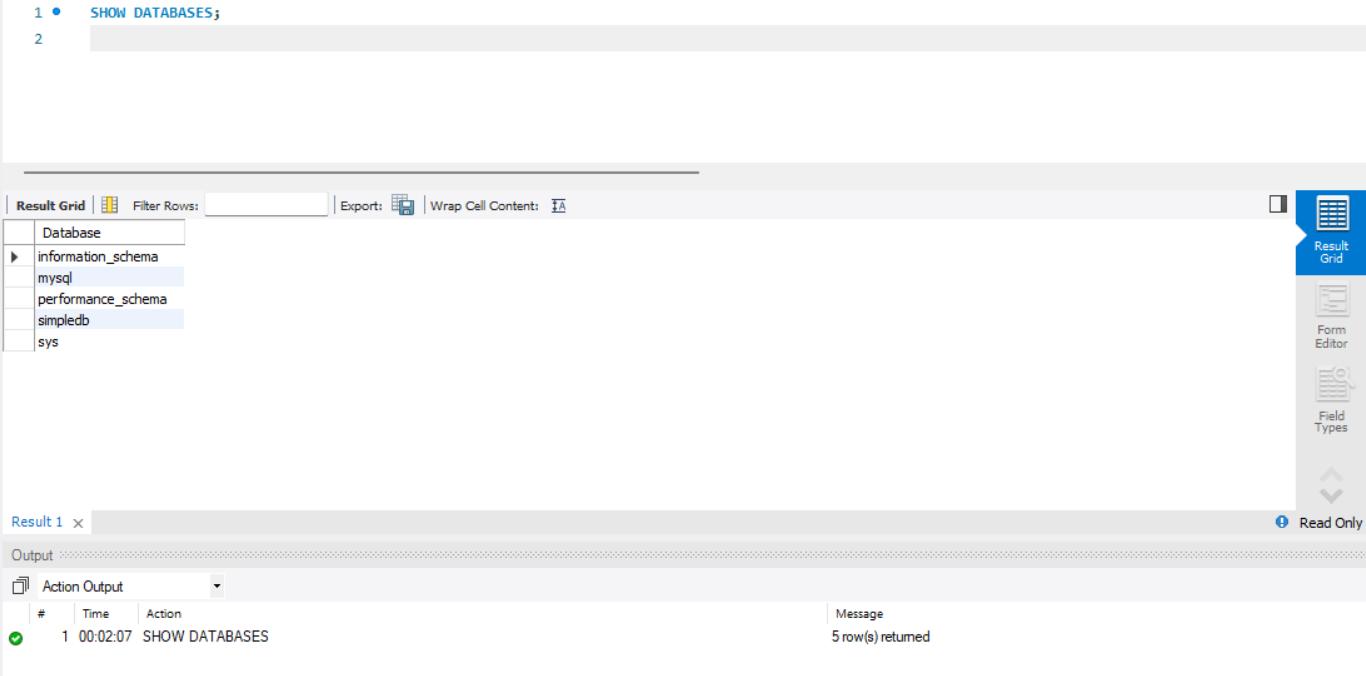 1 SHOW DATABASES;
2
Result Grid Filter Rows: Export: Wrap Cell Content: IA
Database
information_schema
mysql
performance_schema
simpledb
sys
Result
Grid
Form
Editor
Field
Types
Result 1 Read Only
Output
Action Output
# Time Action Message
1 00:02:07 SHOW DATABASES 5 row(s) returned